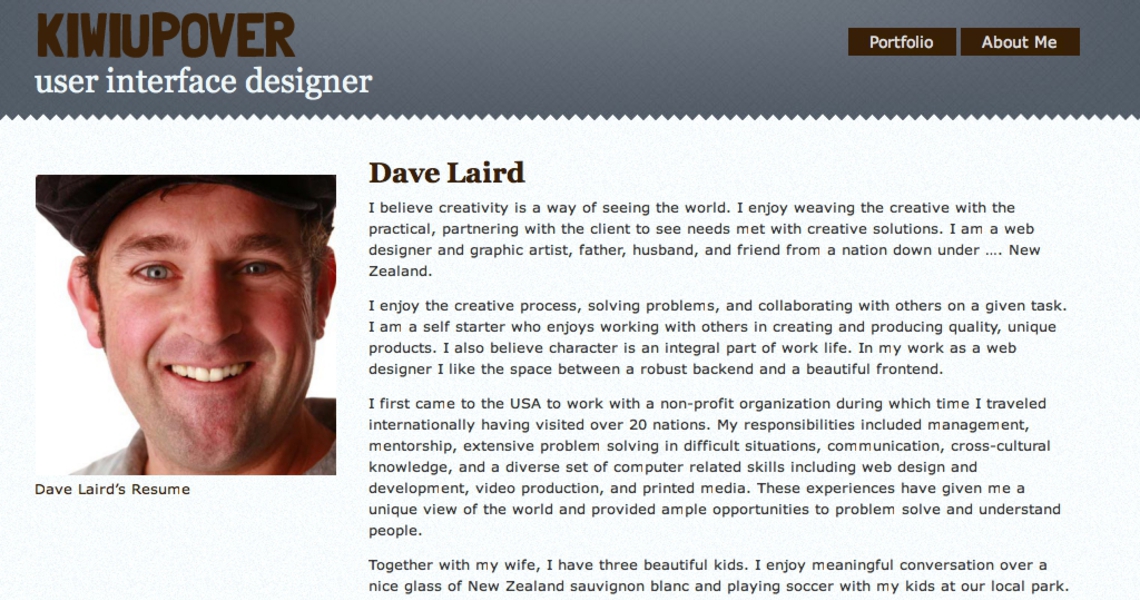 KIWIUPOVER
user interface designer
Portfolio
About Me
Dave Laird
I believe creativity is a way of seeing the world. I enjoy weaving the creative with the
practical, partnering with the client to see needs met with creative solutions. I am a web
designer and graphic artist, father, husband, and friend from a nation down under .... New
Zealand.
I enjoy the creative process, solving problems, and collaborating with others on a given task.
I am a self starter who enjoys working with others in creating and producing quality, unique
products. I also believe character is an integral part of work life. In my work as a web
designer I like the space between a robust backend and a beautiful frontend.
I first came to the USA to work with a non-profit organization during which time I traveled
internationally having visited over 20 nations. My responsibilities included management,
mentorship, extensive problem solving in difficult situations, communication, cross-cultural
knowledge, and a diverse set of computer related skills including web design and
development, video production, and printed media. These experiences have given me a
unique view of the world and provided ample opportunities to problem solve and understand
people.
Together with my wife, I have three beautiful kids. I enjoy meaningful conversation over a
nice glass of New Zealand sauvignon blanc and playing soccer with my kids at our local park.
Dave Laird's Resume